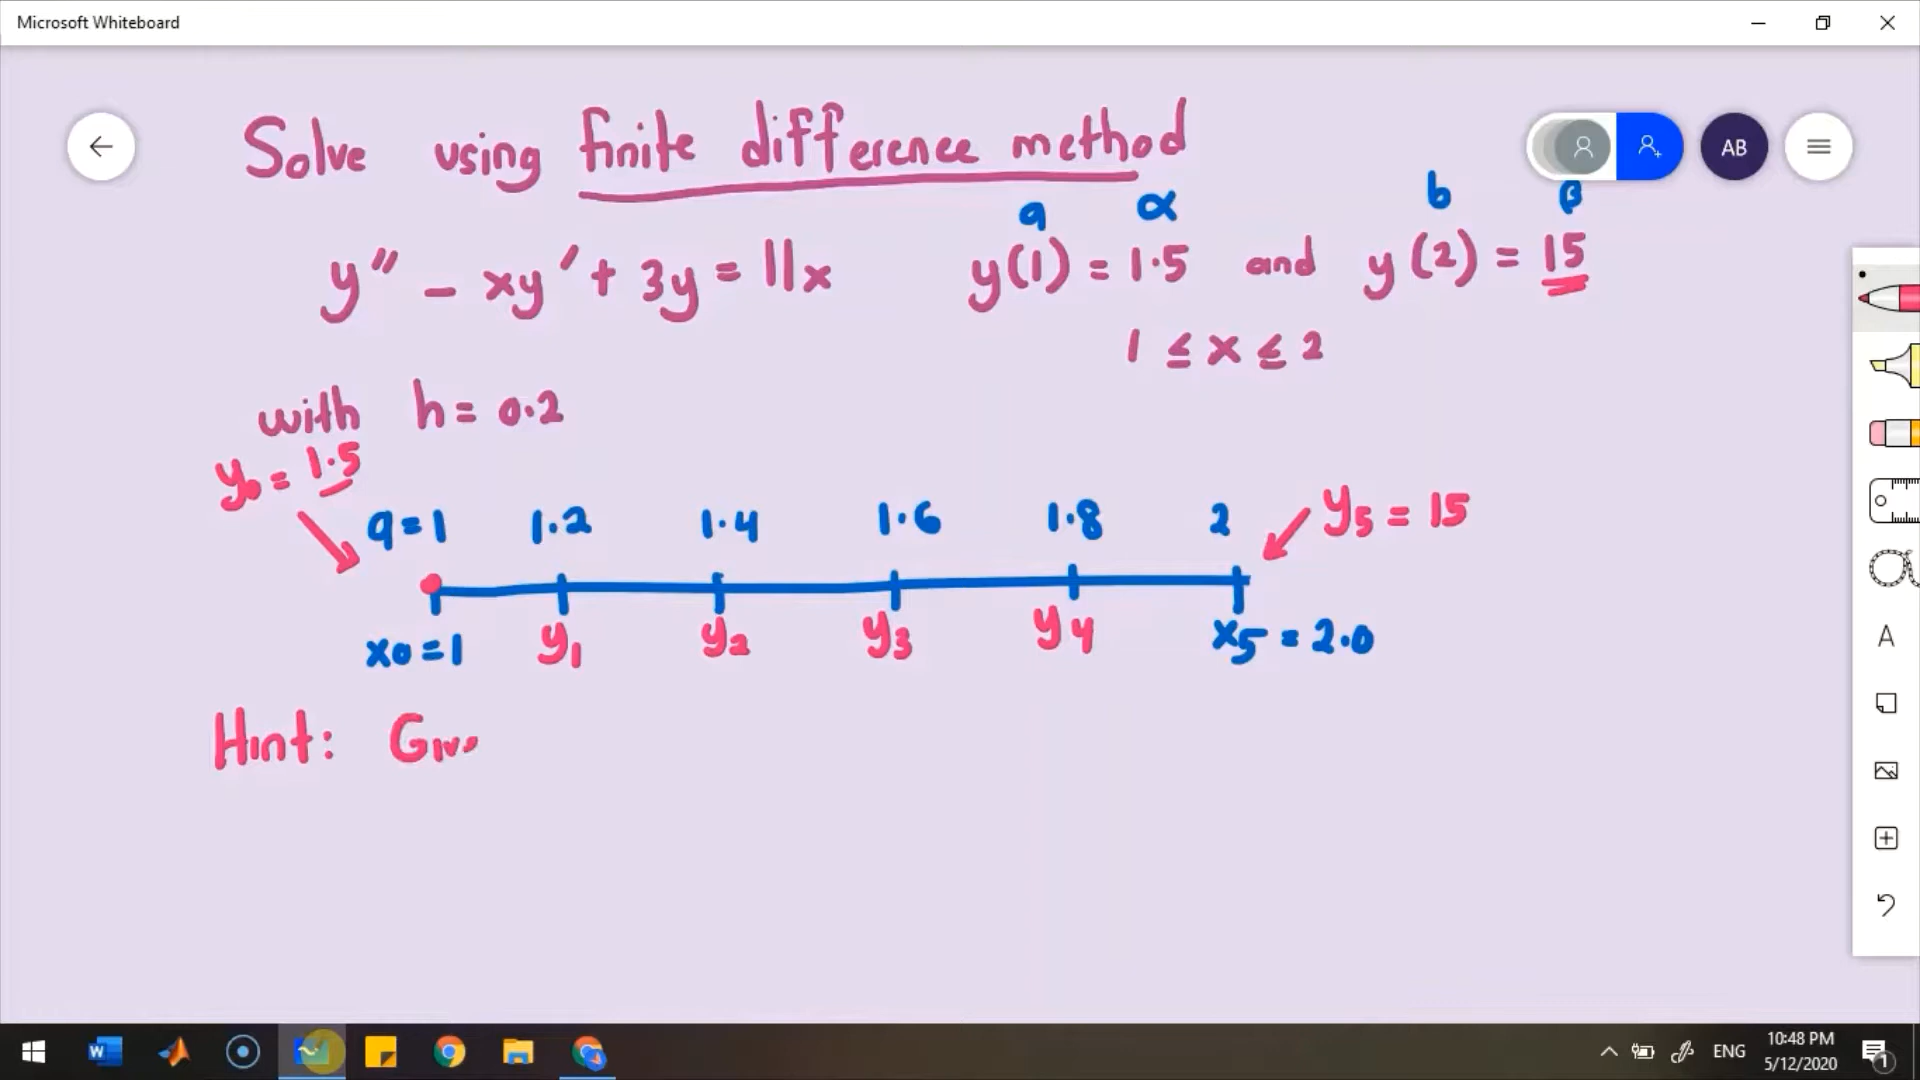 Microsoft Whiteboard
Solve using finite difference method
a α b β
y" - xy' + 3y = 11x y(1) = 1.5 and y(2) = 15
1 ≤ x ≤ 2
with h = 0.2
y0 = 1.5
a=1 1.2 1.4 1.6 1.8 2 y5 = 15
x0=1 y1 y2 y3 y4 x5 = 2.0
Hint: Giv
AB
A
ENG
10:48 PM
5/12/2020
1